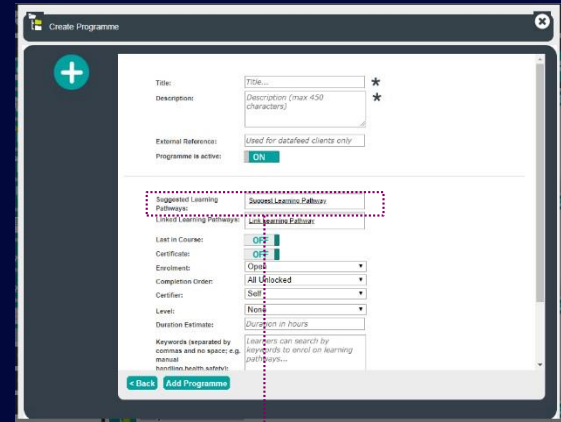 Create Programme
Title:
Title...
*
Description:
Description (max 450
characters)
*
External Reference:
Used for datafeed clients only
Programme is active:
ON
Suggested Learning
Pathways:
Suggest Learning Pathway
Linked Learning Pathways:
Link Learning Pathway
Last in Course:
OFF
Certificate:
OFF
Enrolment:
Open
Completion Order:
All Unlocked
Certifier:
Self
Level:
None
Duration Estimate:
Duration in hours
Keywords (separated by
commas and no space; e.g.
manual
handling,health safety):
Learners can search by
keywords to enrol on learning
pathways...
< Back
Add Programme